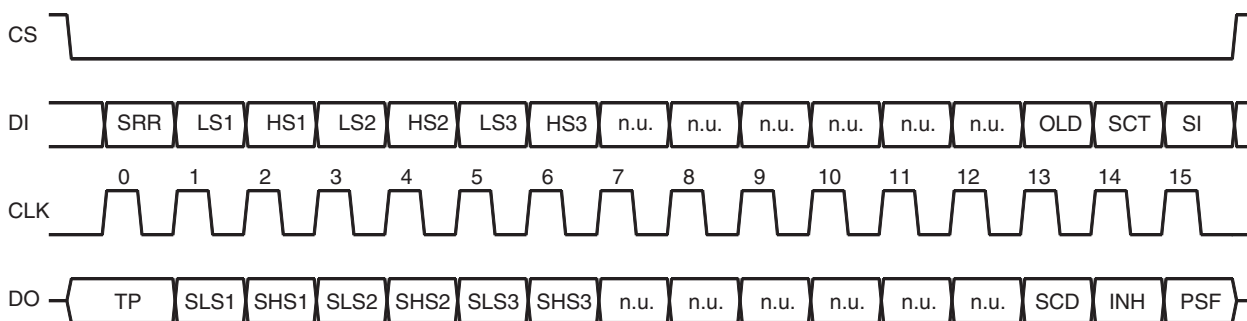 CS
DI SRR LS1 HS1 LS2 HS2 LS3 HS3 n.u. n.u. n.u. n.u. n.u. n.u. OLD SCT SI
0 1 2 3 4 5 6 7 8 9 10 11 12 13 14 15
CLK
DO TP SLS1 SHS1 SLS2 SHS2 SLS3 SHS3 n.u. n.u. n.u. n.u. n.u. n.u. SCD INH PSF